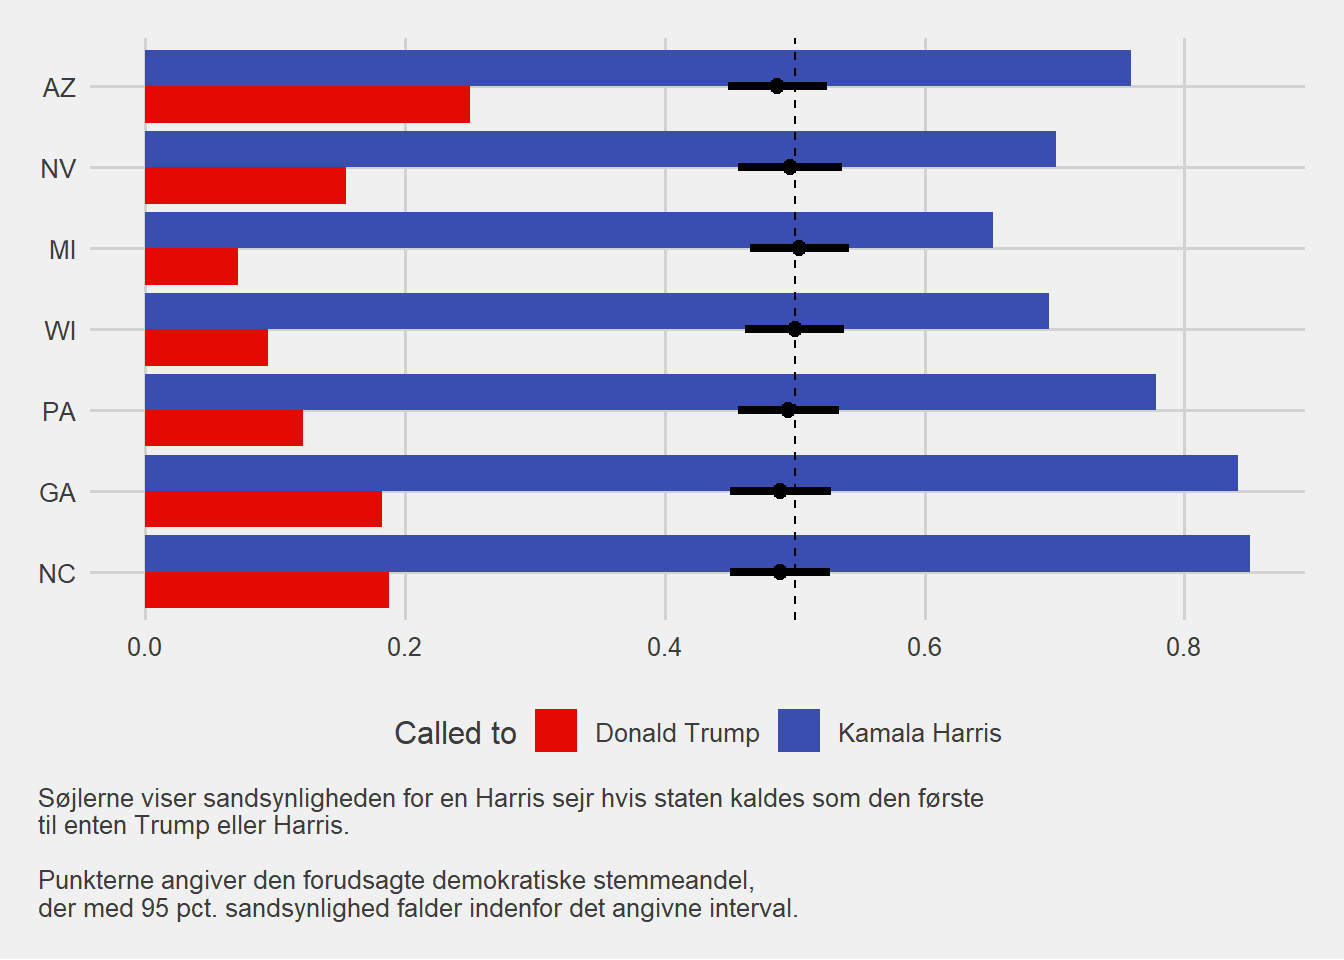 AZ
NV
MI
WI
PA
GA
NC
0.0 0.2 0.4 0.6 0.8
Called to Donald Trump Kamala Harris
Søjlerne viser sandsynligheden for en Harris sejr hvis staten kaldes som den første
til enten Trump eller Harris.
Punkterne angiver den forudsagte demokratiske stemmeandel,
der med 95 pct. sandsynlighed falder indenfor det angivne interval.